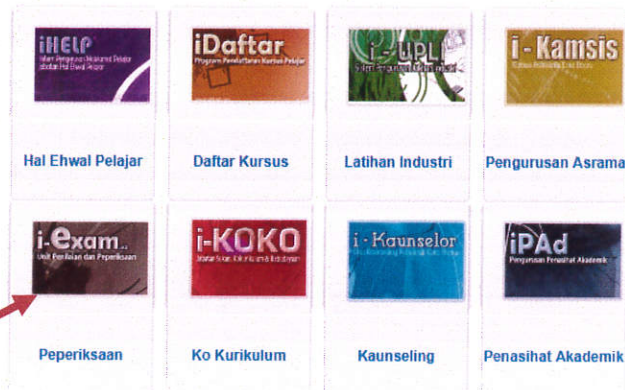 iHELP
iDaftar
Program Pendaftaran Kursus Pelajar
i - UPLI
i - Kamsis
Hal Ehwal Pelajar
Daftar Kursus
Latihan Industri
Pengurusan Asrama
i-exam
Unit Penilaian dan Peperiksaan
i-KOKO
i - Kaunselor
iPAd
Pengurusan Penasihat Akademik
Peperiksaan
Ko Kurikulum
Kaunseling
Penasihat Akademik